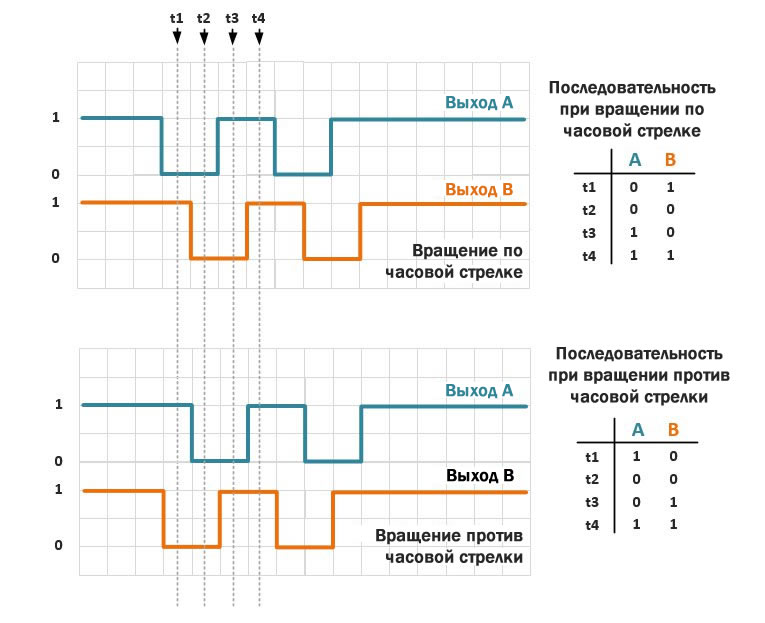 t1 t2 t3 t4
Выход A
1
0
Выход B
1
0
Вращение по
часовой стрелке
Последовательность
при вращении по
часовой стрелке
A B
t1 0 1
t2 0 0
t3 1 0
t4 1 1
Выход A
1
0
Выход B
1
0
Вращение против
часовой стрелки
Последовательность
при вращении против
часовой стрелки
A B
t1 1 0
t2 0 0
t3 0 1
t4 1 1